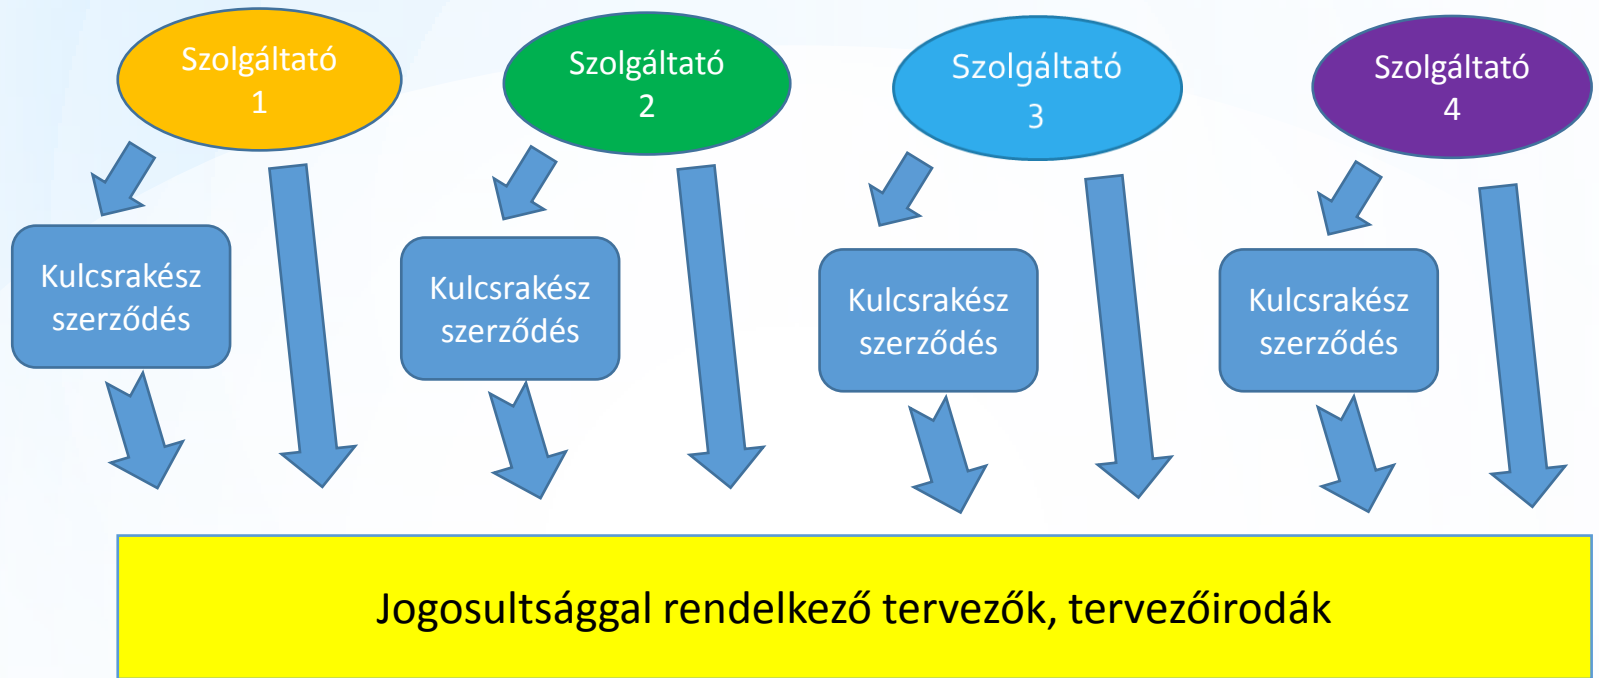 Szolgáltató
1
Szolgáltató
2
Szolgáltató
3
Szolgáltató
4
Kulcsrakész
szerződés
Kulcsrakész
szerződés
Kulcsrakész
szerződés
Kulcsrakész
szerződés
Jogosultsággal rendelkező tervezők, tervezőirodák